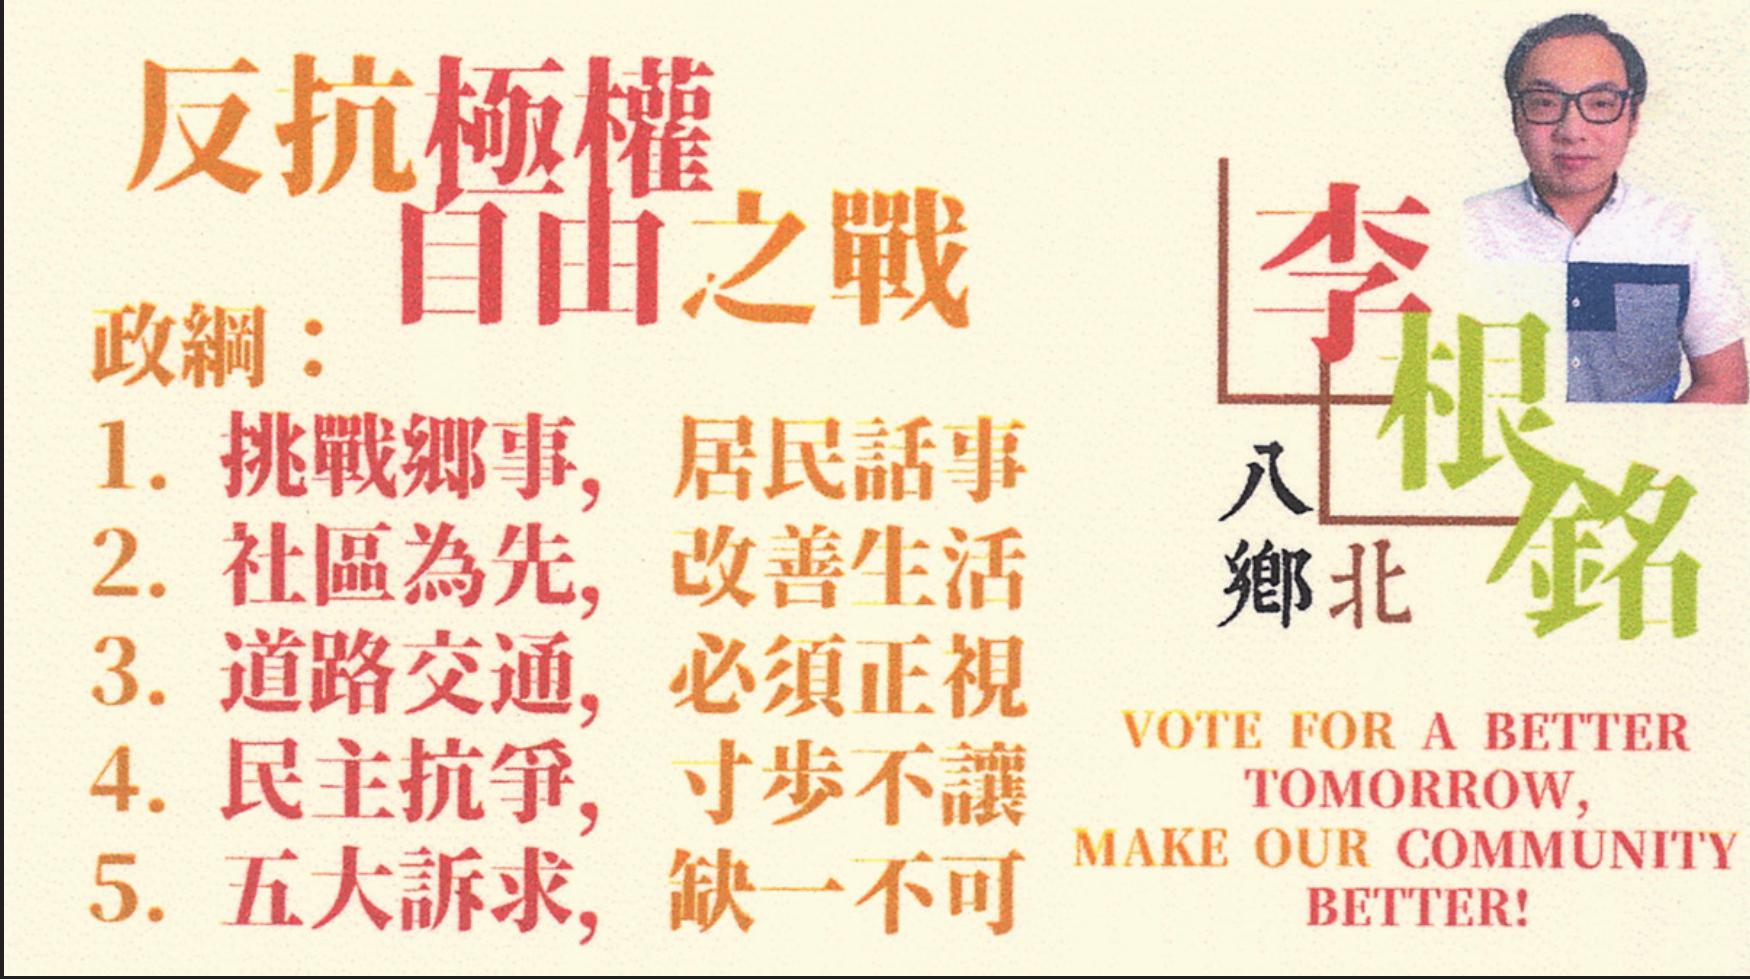 反抗極權
自由之戰
政綱：
1. 挑戰鄉事， 居民話事
2. 社區為先， 改善生活
3. 道路交通， 必須正視
4. 民主抗爭， 寸步不讓
5. 五大訴求， 缺一不可
李
根
銘
八
鄉北
VOTE FOR A BETTER
TOMORROW,
MAKE OUR COMMUNITY
BETTER!